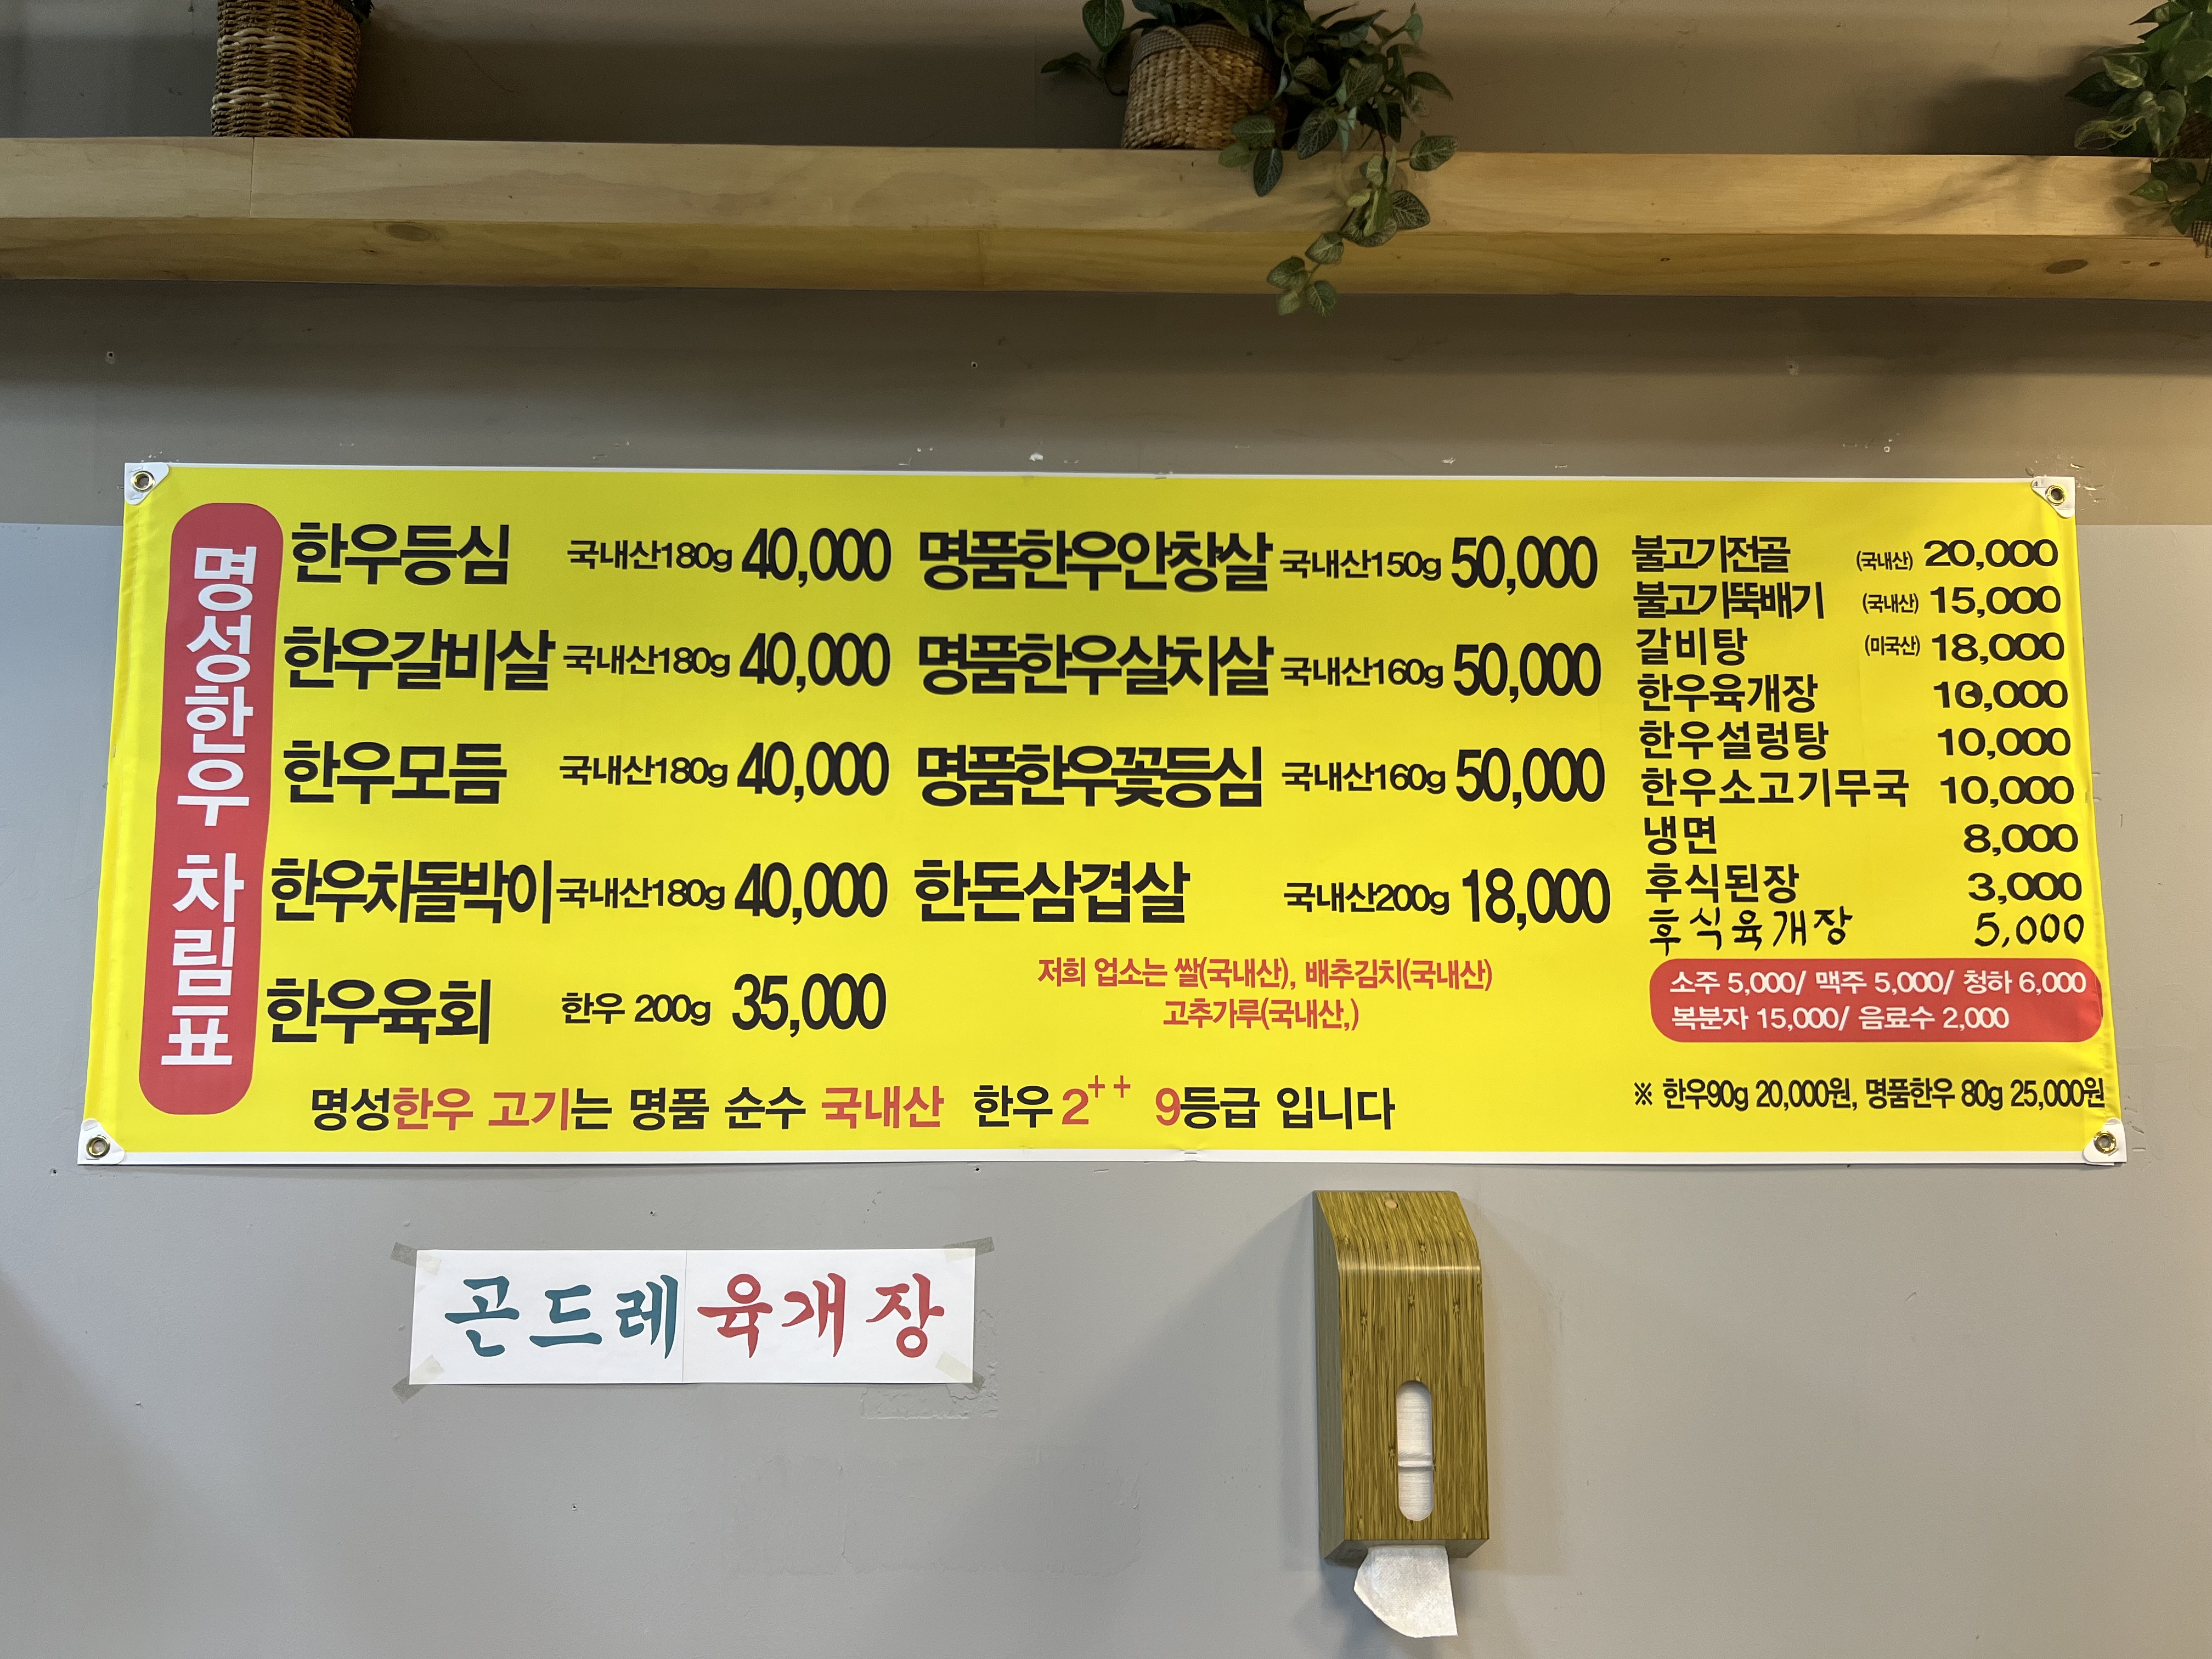 명성한우 차림표
한우등심 국내산180g 40,000
한우갈비살 국내산180g 40,000
한우모듬 국내산180g 40,000
한우차돌박이 국내산180g 40,000
한우육회 한우 200g 35,000
명품한우안창살 국내산150g 50,000
명품한우살치살 국내산160g 50,000
명품한우꽃등심 국내산160g 50,000
한돈삼겹살 국내산200g 18,000
저희 업소는 쌀(국내산), 배추김치(국내산)
고추가루(국내산,)
명성한우 고기는 명품 순수 국내산 한우 2++ 9등급 입니다
불고기전골 (국내산) 20,000
불고기뚝배기 (국내산) 15,000
갈비탕 (미국산) 18,000
한우육개장
한우설렁탕 10,000
한우소고기무국 10,000
냉면 8,000
후식된장 3,000
후식육개장 5,000
소주 5,000/ 맥주 5,000/ 청하 6,000
복분자 15,000/ 음료수 2,000
※ 한우90g 20,000원, 명품한우 80g 25,000원
곤드레 육개장